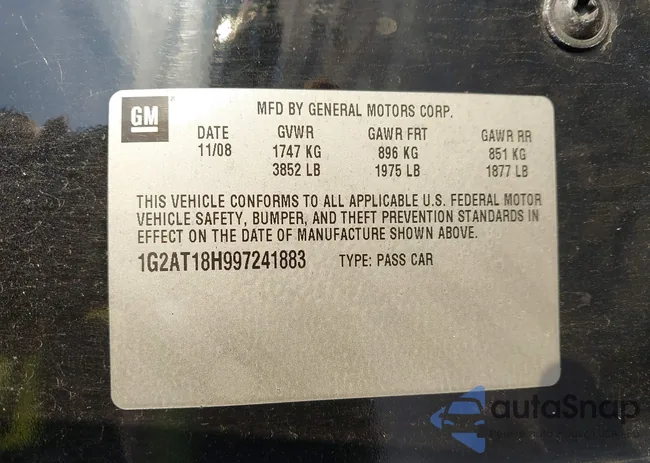 GM
MFD BY GENERAL MOTORS CORP.
DATE GVWR GAWR FRT GAWR RR
11/08 1747 KG 896 KG 851 KG
3852 LB 1975 LB 1877 LB
THIS VEHICLE CONFORMS TO ALL APPLICABLE U.S. FEDERAL MOTOR
VEHICLE SAFETY, BUMPER, AND THEFT PREVENTION STANDARDS IN
EFFECT ON THE DATE OF MANUFACTURE SHOWN ABOVE.
1G2AT18H997241883 TYPE: PASS CAR
autoSnap